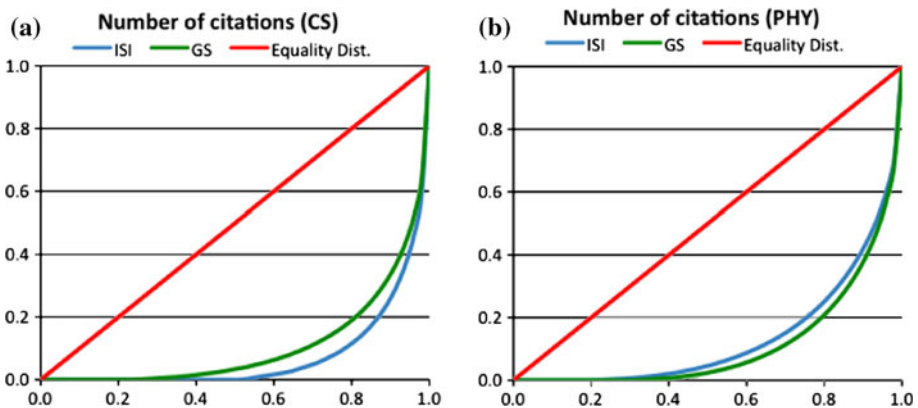 (a)
Number of citations (CS)
ISI GS Equality Dist.
1.0
0.8
0.6
0.4
0.2
0.0
0.0 0.2 0.4 0.6 0.8 1.0
(b)
Number of citations (PHY)
ISI GS Equality Dist.
1.0
0.8
0.6
0.4
0.2
0.0
0.0 0.2 0.4 0.6 0.8 1.0